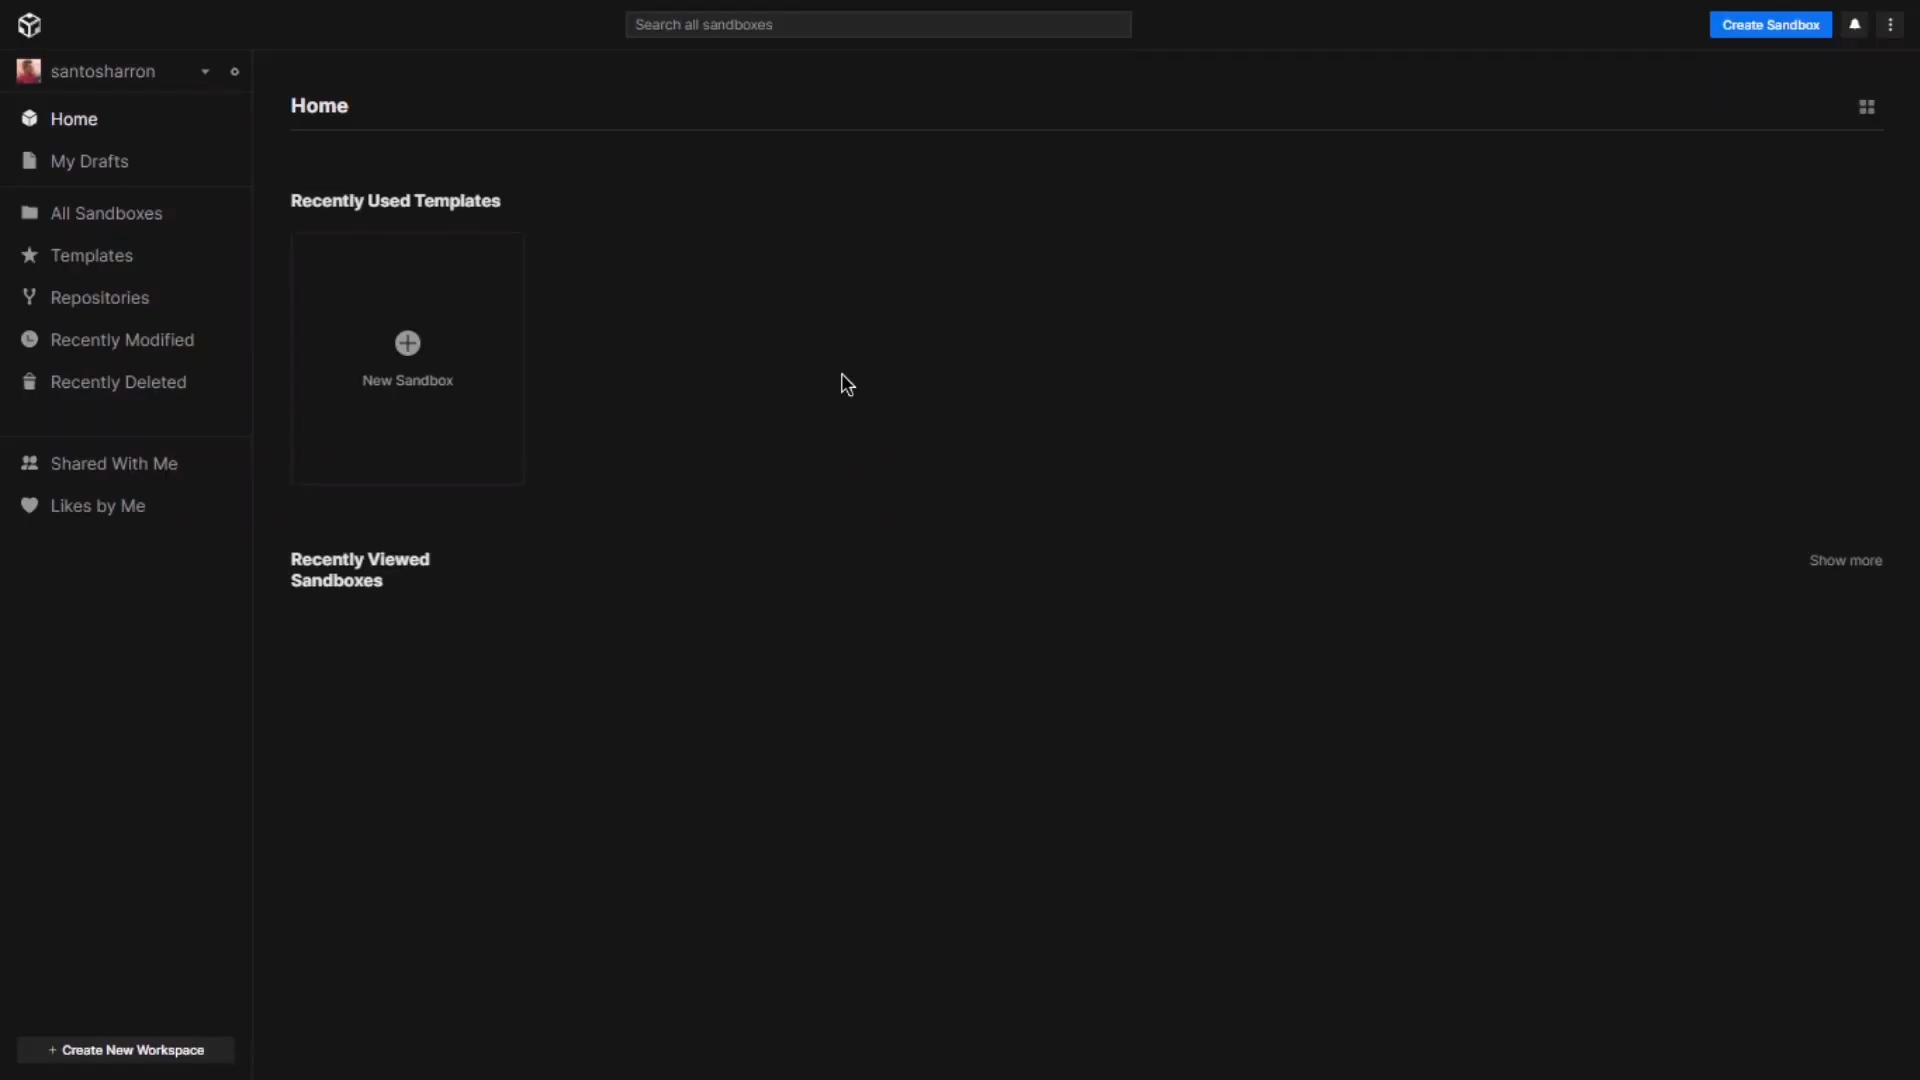 Search all sandboxes
Create Sandbox
santosharron
Home
My Drafts
All Sandboxes
Templates
Repositories
Recently Modified
Recently Deleted
Shared With Me
Likes by Me
+ Create New Workspace
Home
Recently Used Templates
New Sandbox
Recently Viewed
Sandboxes
Show more